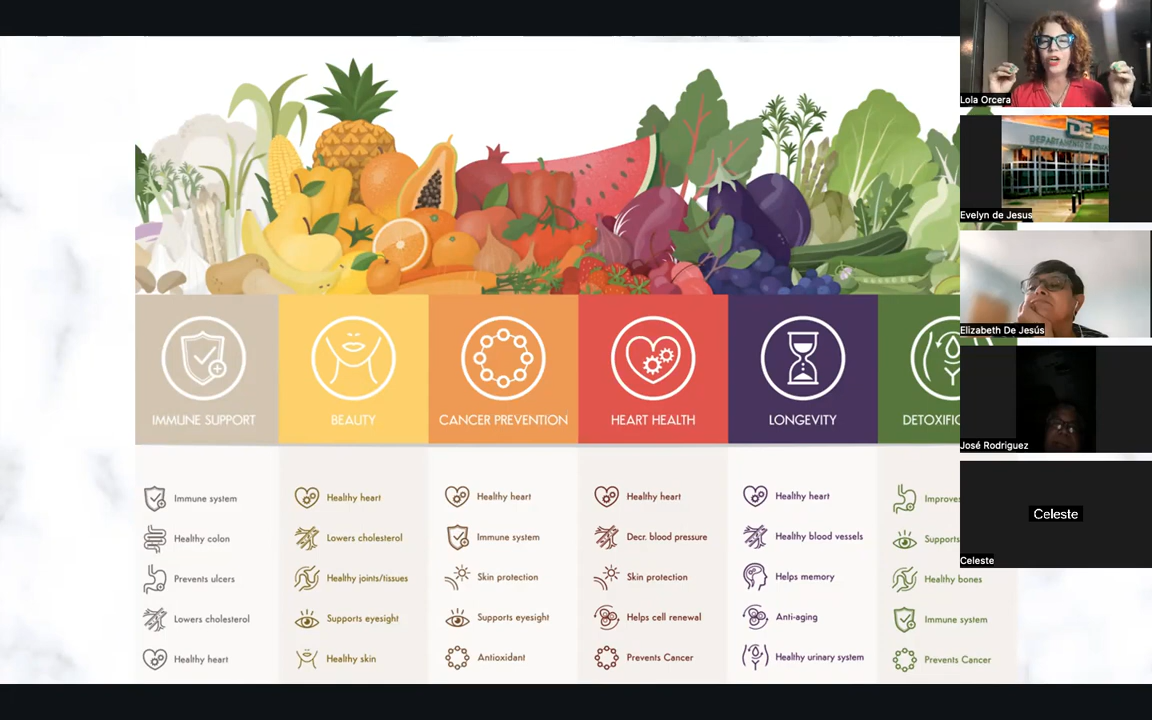 IMMUNE SUPPORT
BEAUTY
CANCER PREVENTION
HEART HEALTH
LONGEVITY
Immune system
Healthy colon
Prevents ulcers
Lowers cholesterol
Healthy heart
Healthy heart
Lowers cholesterol
Healthy joints/tissues
Supports eyesight
Healthy skin
Healthy heart
Immune system
Skin protection
Supports eyesight
Antioxidant
Healthy heart
Decr. blood pressure
Skin protection
Helps cell renewal
Prevents Cancer
Healthy heart
Healthy blood vessels
Helps memory
Anti-aging
Healthy urinary system
DETOXIFIC
Improves
Supports
Healthy bones
Immune system
Prevents Cancer
Lola Orcera
DE
Evelyn de Jesus
Elizabeth De Jesús
José Rodriguez
Celeste
Celeste